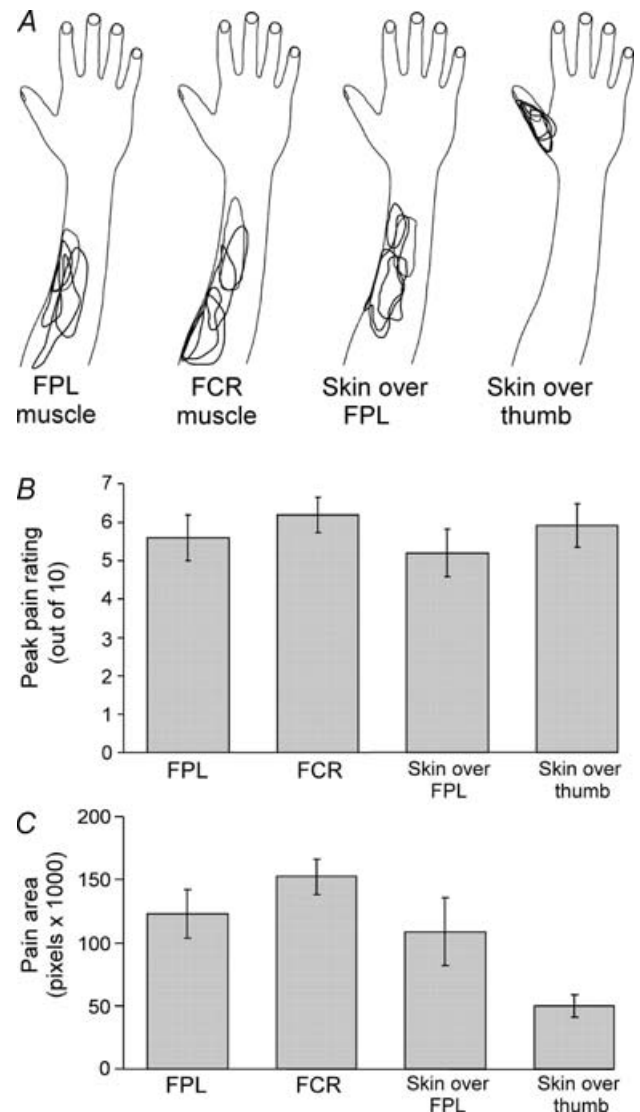 A
FPL
muscle
FCR
muscle
Skin over
FPL
Skin over
thumb
B
Peak pain rating
(out of 10)
7
6
5
4
3
2
1
0
FPL
FCR
Skin over
FPL
Skin over
thumb
C
Pain area
(pixels x 1000)
200
150
100
50
0
FPL
FCR
Skin over
FPL
Skin over
thumb